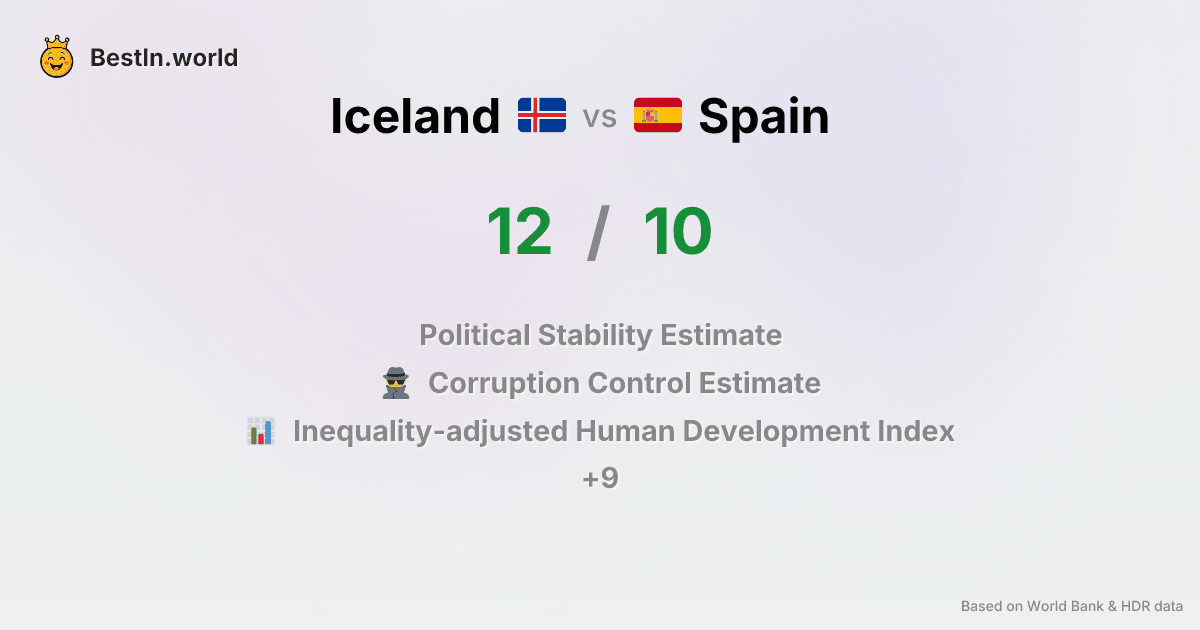 BestIn.world
Iceland vs Spain
12 / 10
Political Stability Estimate
Corruption Control Estimate
Inequality-adjusted Human Development Index
+9
Based on World Bank & HDR data